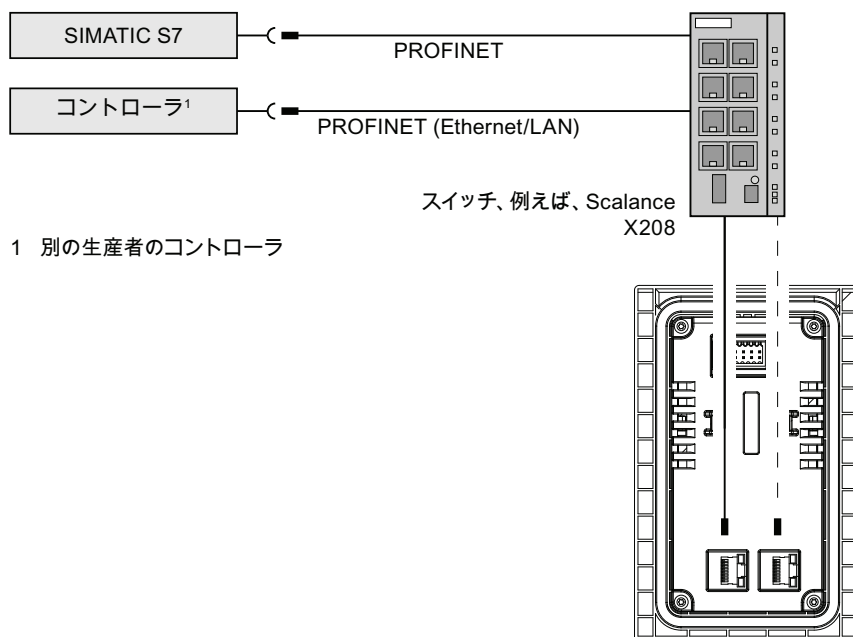 SIMATIC S7
PROFINET
コントローラ¹
PROFINET (Ethernet/LAN)
スイッチ、例えば、Scalance
X208
1 別の生産者のコントローラ